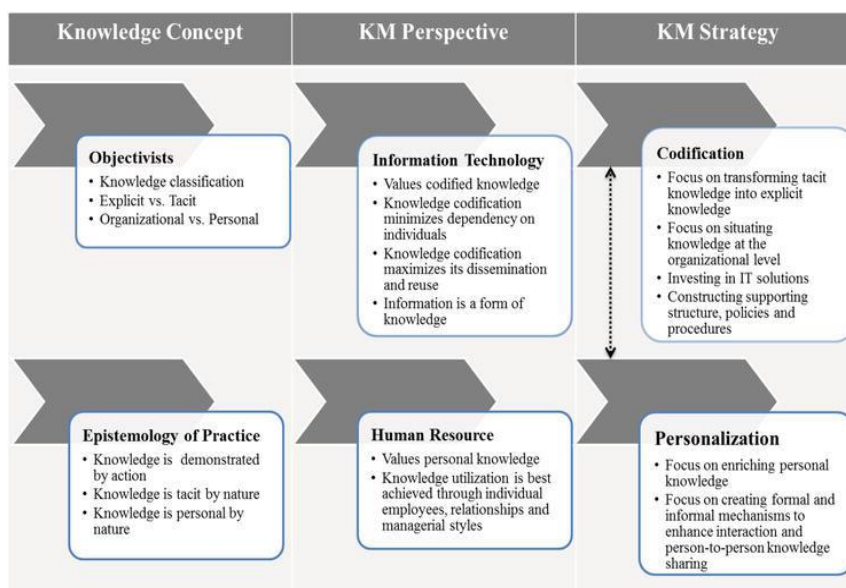 Knowledge Concept
KM Perspective
KM Strategy
Objectivists
• Knowledge classification
• Explicit vs. Tacit
• Organizational vs. Personal
Information Technology
• Values codified knowledge
• Knowledge codification
minimizes dependency on
individuals
• Knowledge codification
maximizes its dissemination
and reuse
• Information is a form of
knowledge
Codification
• Focus on transforming tacit
knowledge into explicit
knowledge
• Focus on situating
knowledge at the
organizational level
• Investing in IT solutions
• Constructing supporting
structure, policies and
procedures
Epistemology of Practice
• Knowledge is demonstrated
by action
• Knowledge is tacit by nature
• Knowledge is personal by
nature
Human Resource
• Values personal knowledge
• Knowledge utilization is best
achieved through individual
employees, relationships and
managerial styles
Personalization
• Focus on enriching personal
knowledge
• Focus on creating formal and
informal mechanisms to
enhance interaction and
person-to-person knowledge
sharing